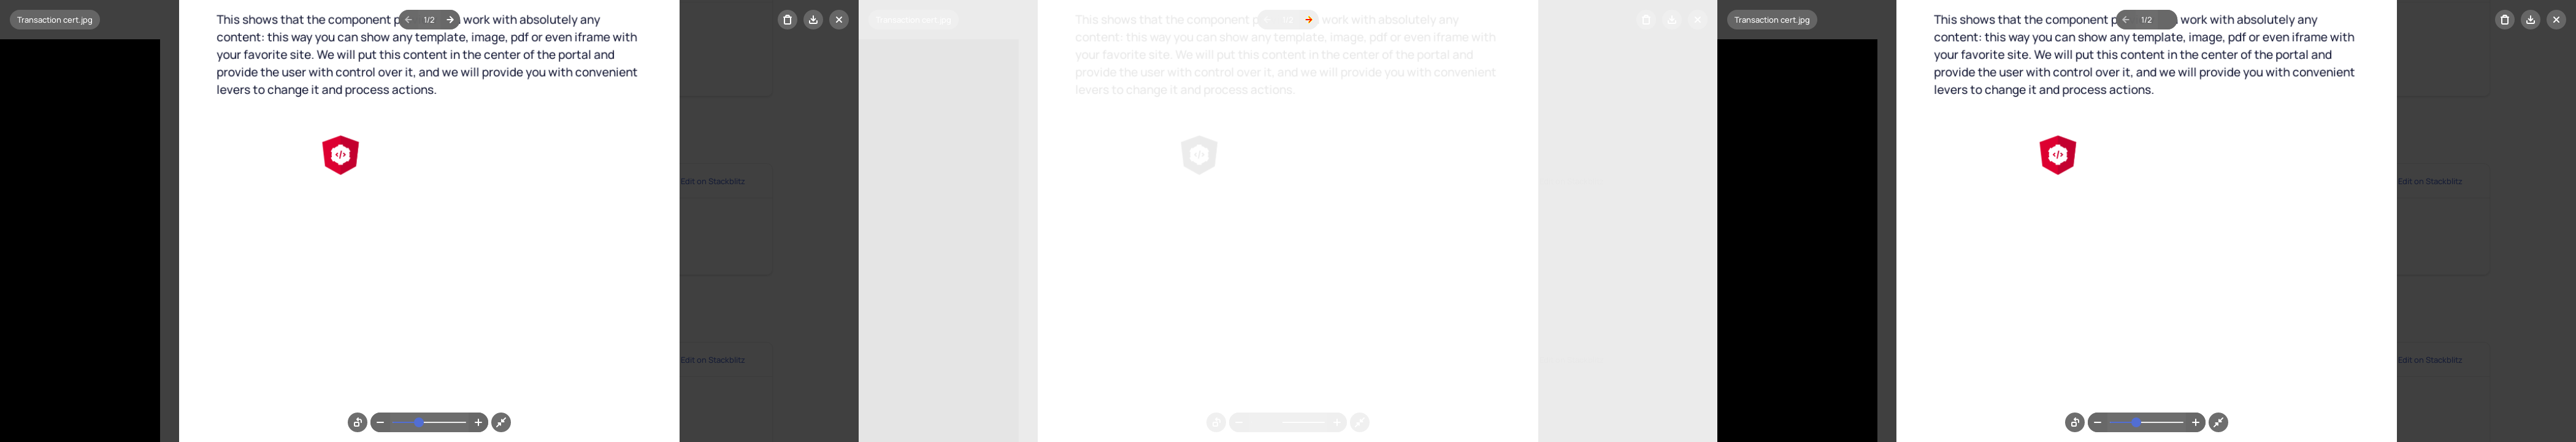 Transaction cert.jpg
1/2
This shows that the component p work with absolutely any
content: this way you can show any template, image, pdf or even iframe with
your favorite site. We will put this content in the center of the portal and
provide the user with control over it, and we will provide you with convenient
levers to change it and process actions.
Edit on Stackblitz
Edit on Stackblitz
Transaction cert.jpg
1/2
This shows that the component p work with absolutely any
content: this way you can show any template, image, pdf or even iframe with
your favorite site. We will put this content in the center of the portal and
provide the user with control over it, and we will provide you with convenient
levers to change it and process actions.
Transaction cert.jpg
1/2
This shows that the component p work with absolutely any
content: this way you can show any template, image, pdf or even iframe with
your favorite site. We will put this content in the center of the portal and
provide the user with control over it, and we will provide you with convenient
levers to change it and process actions.
Edit on Stackblitz
Edit on Stackblitz